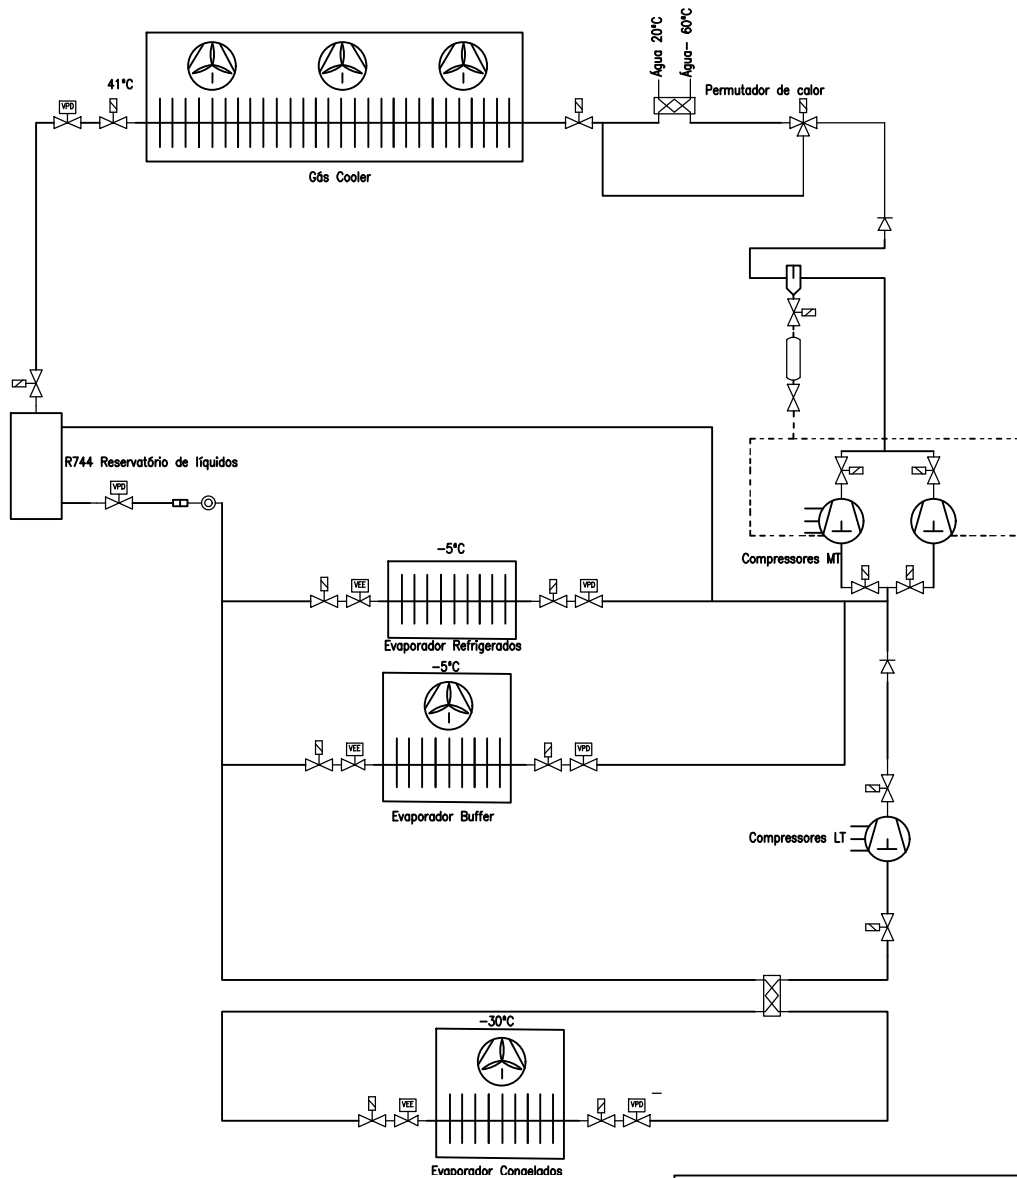 Água 20°C
Água- 60°C
41°C
Permutador de calor
VPD
Gás Cooler
R744 Reservatório de líquidos
VPD
-5°C
Compressores MT
VEE
VPD
Evaporador Refrigerados
-5°C
VEE
VPD
Evaporador Buffer
Compressores LT
-30°C
VEE
VPD
Evaporador Congelados